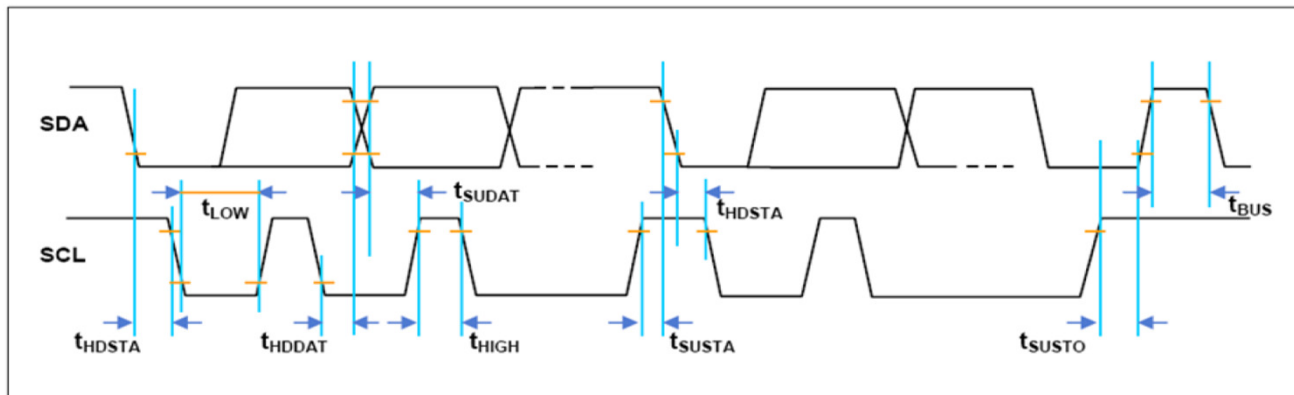 SDA
tSUDAT
tHDSTA
tLOW
tBUS
SCL
tHDSTA
tHDDAT
tHIGH
tSUSTA
tSUSTO